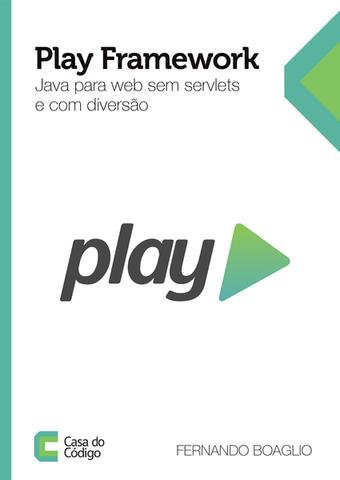 Play Framework
Java para web sem servlets
e com diversão
play
Casa do
Código
FERNANDO BOAGLIO